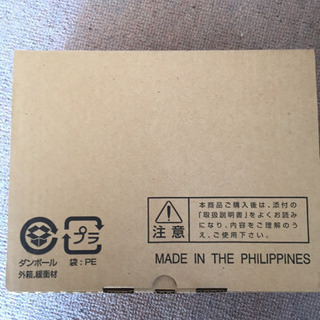 本商品ご購入後は、添付の
「取扱説明書」をよくお読み
になり、内容をご理解のう
え、ご使用ください。
注意
プラ
ダンボール
外箱,緩衝材
袋:PE
MADE IN THE PHILIPPINES